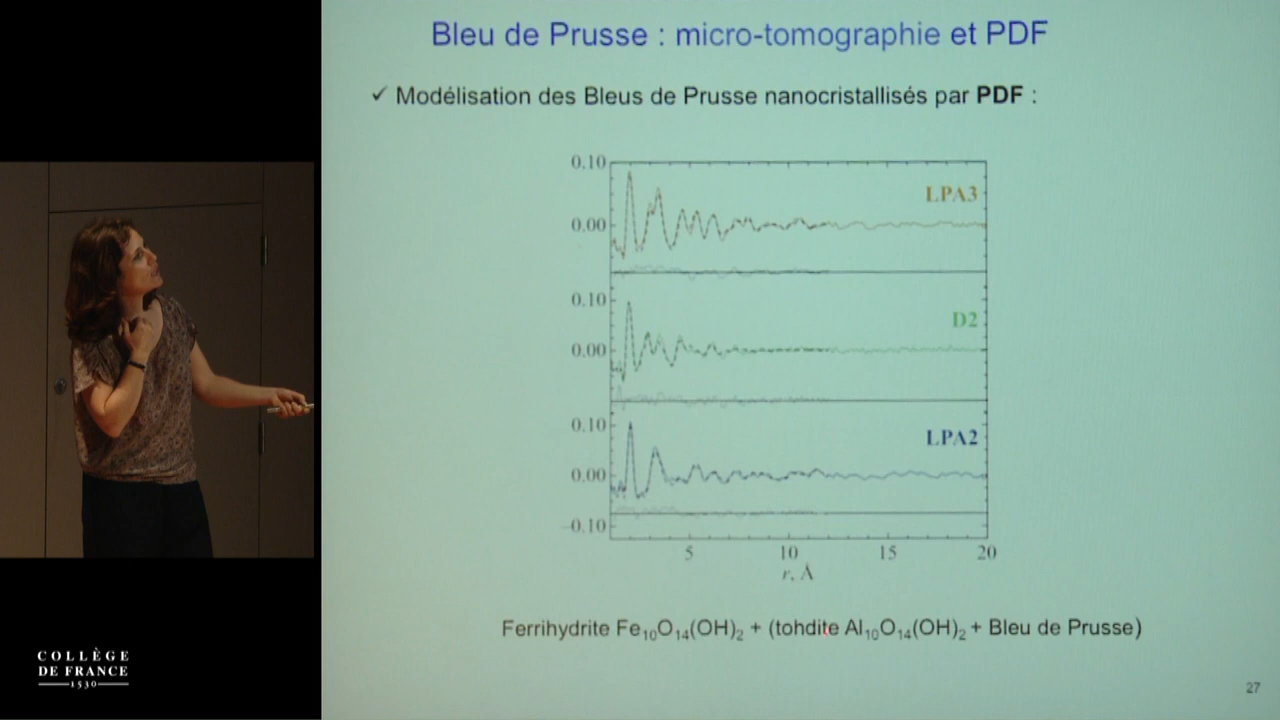 Bleu de Prusse : micro-tomographie et PDF
✓ Modélisation des Bleus de Prusse nanocristallisés par PDF :
0.10
LPA3
0.00
0.10
D2
0.00
0.10
LPA2
0.00
-0.10
5 10 15 20
r, Å
Ferrihydrite Fe₁₀O₁₄(OH)₂ + (tohdite Al₁₀O₁₄(OH)₂ + Bleu de Prusse)
27
COLLÈGE
DE FRANCE
1530